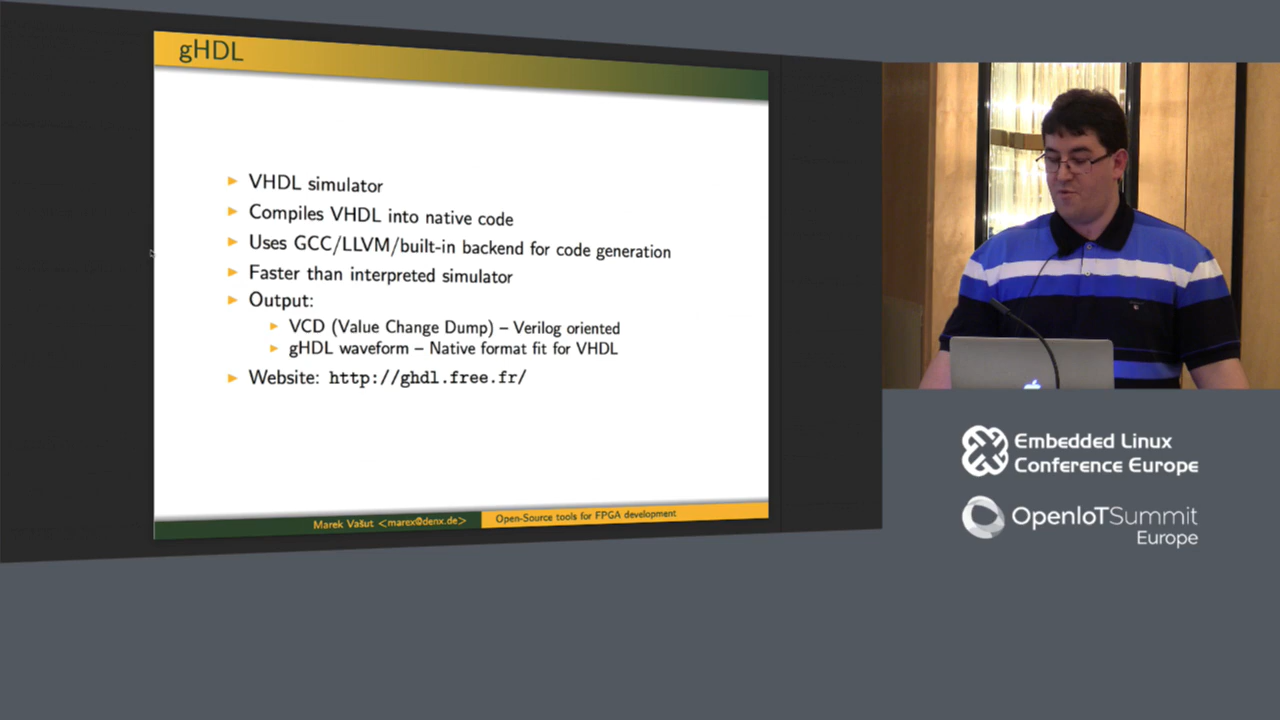 gHDL
VHDL simulator
Compiles VHDL into native code
Uses GCC/LLVM/built-in backend for code generation
Faster than interpreted simulator
Output:
VCD (Value Change Dump) – Verilog oriented
gHDL waveform – Native format fit for VHDL
Website: http://ghdl.free.fr/
Marek Vašut <marex@denx.de>
Open-Source tools for FPGA development
Embedded Linux
Conference Europe
OpenIoTSummit
Europe